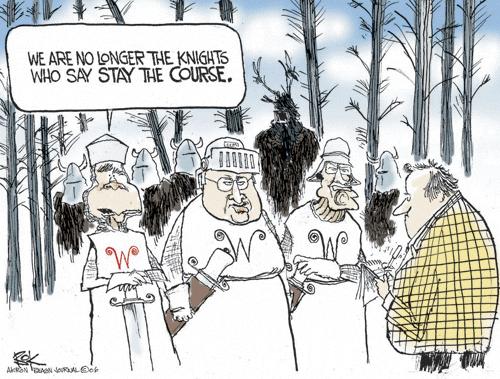 WE ARE NO LONGER THE KNIGHTS
WHO SAY STAY THE COURSE.
W
W
W
AKRON BEACON JOURNAL ©06